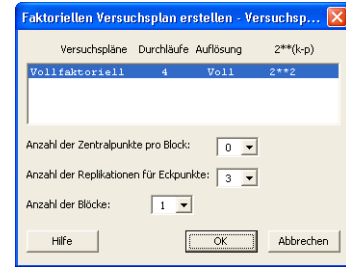 Faktoriellen Versuchsplan erstellen - Versuchsp...
Versuchspläne Durchläufe Auflösung 2**(k-p)
Vollfaktoriell 4 Voll 2**2
Anzahl der Zentralpunkte pro Block: 0
Anzahl der Replikationen für Eckpunkte: 3
Anzahl der Blöcke: 1
Hilfe OK Abbrechen